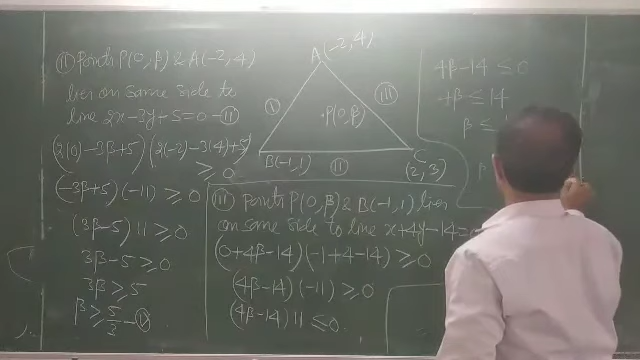 (II) Points P(0, β) & A(-2, 4)
lies on same side to
line 2x-3y+5=0 - (II)
(2(0)-3β+5) (2(-2)-3(4)+5)
≥ 0
(-3β+5) (-11) ≥ 0
(3β-5) 11 ≥ 0
3β-5 ≥ 0
3β ≥ 5
β ≥ 5/3 - (V)
A(-2, 4)
(I)
(III)
.P(0, β)
B(-1, 1)
(II)
C
(2, 3)
(III) Points P(0, β) & B(-1, 1) lies
on same side to line x+4y-14=
(0+4β-14) (-1+4-14) ≥ 0
(4β-14) (-11) ≥ 0
(4β-14) 11 ≤ 0.
4β-14 ≤ 0
4β ≤ 14
β ≤
β